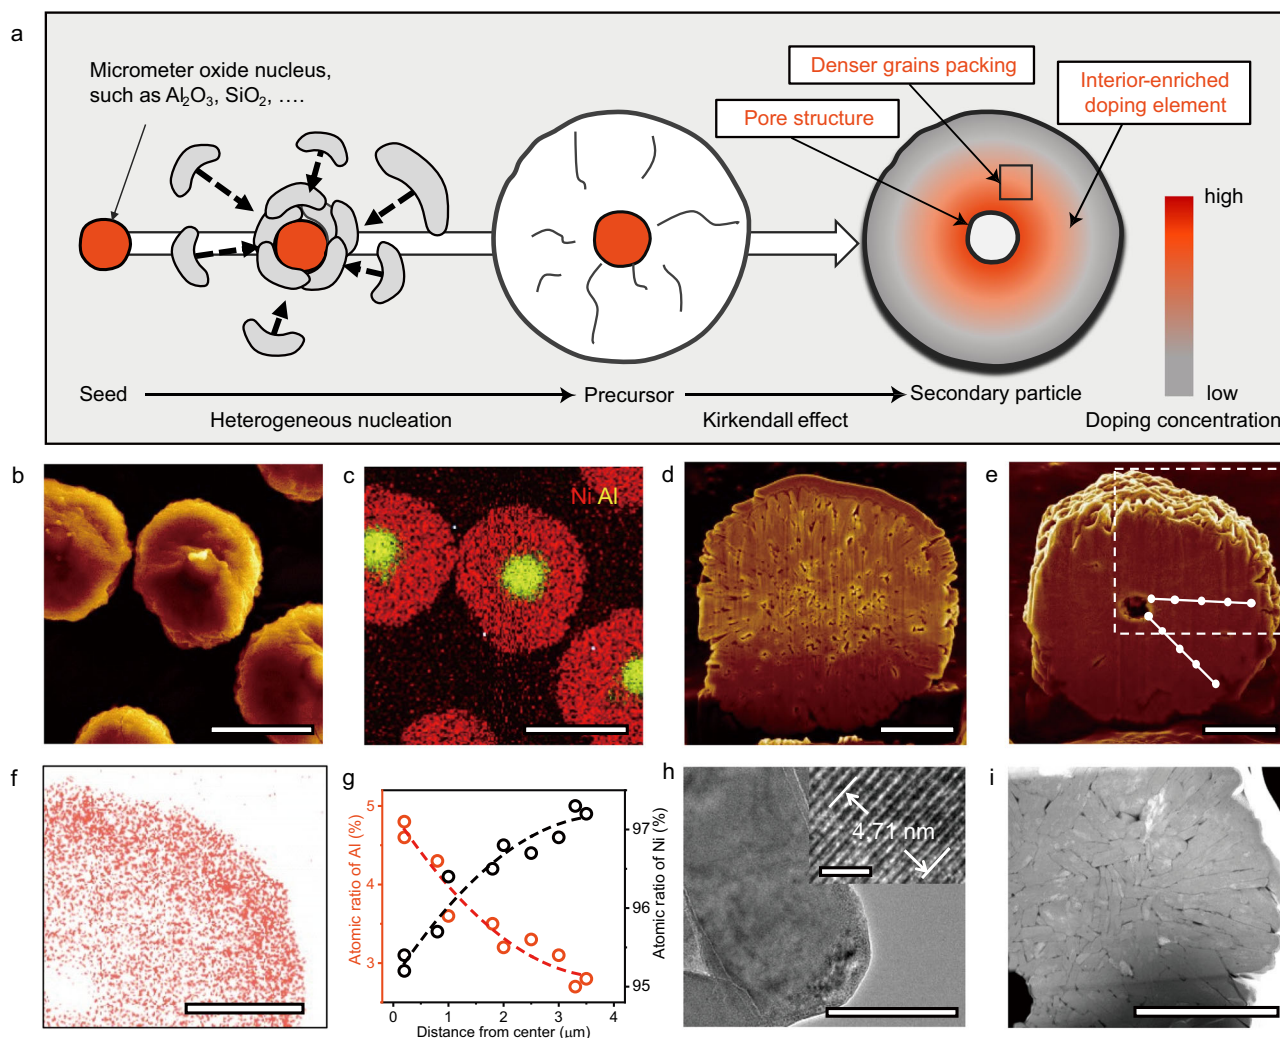 a
Micrometer oxide nucleus,
such as Al₂O₃, SiO₂, ....
Denser grains packing
Pore structure
Interior-enriched
doping element
high
low
Seed
Precursor
Secondary particle
Heterogeneous nucleation
Kirkendall effect
Doping concentration
b
c
Ni Al
d
e
f
g
5
4
3
Atomic ratio of Al (%)
97
96
95
Atomic ratio of Ni (%)
0 1 2 3 4
Distance from center (μm)
h
4.71 nm
i